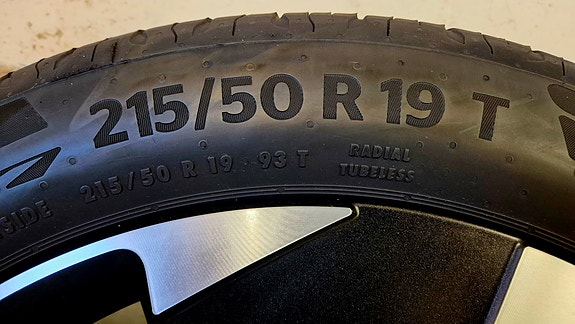 215/50 R 19 T
SIDE 215/50 R 19 · 93 T
RADIAL
TUBELESS